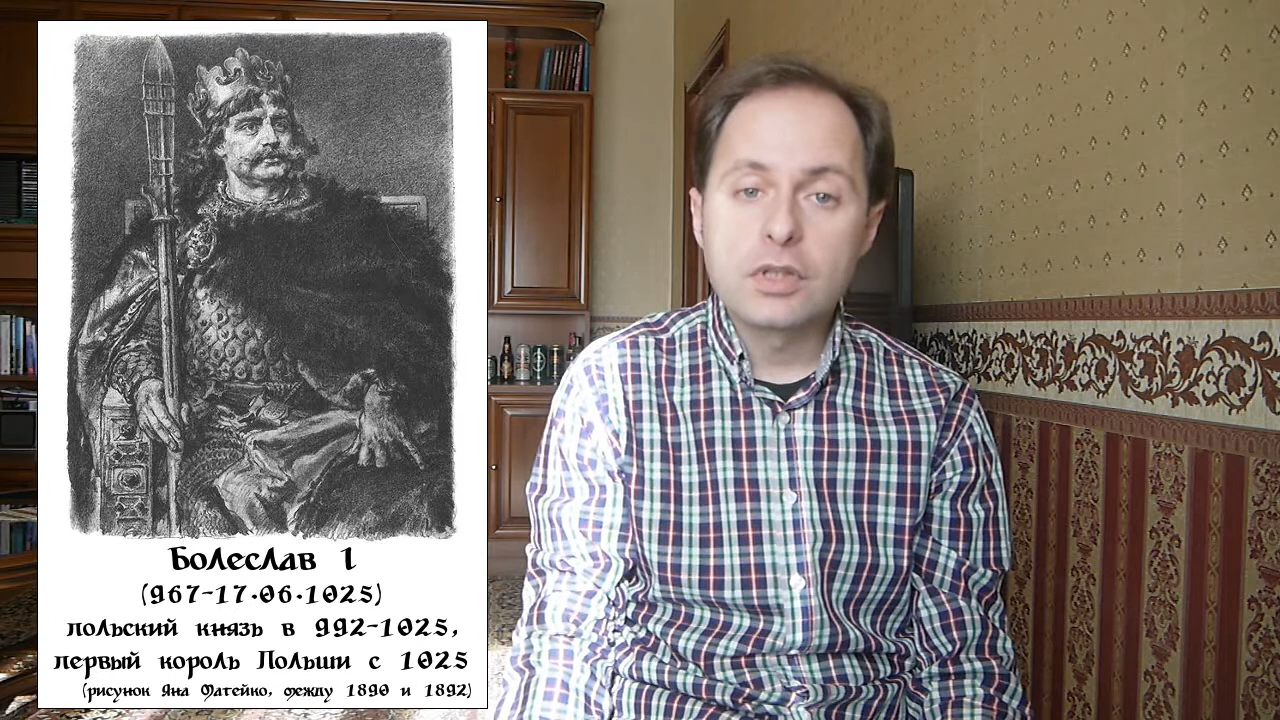 Болеслав I
(967-17.06.1025)
польский князь в 992-1025,
первый король Польши с 1025
(рисунок Яна Матейко, между 1890 и 1892)